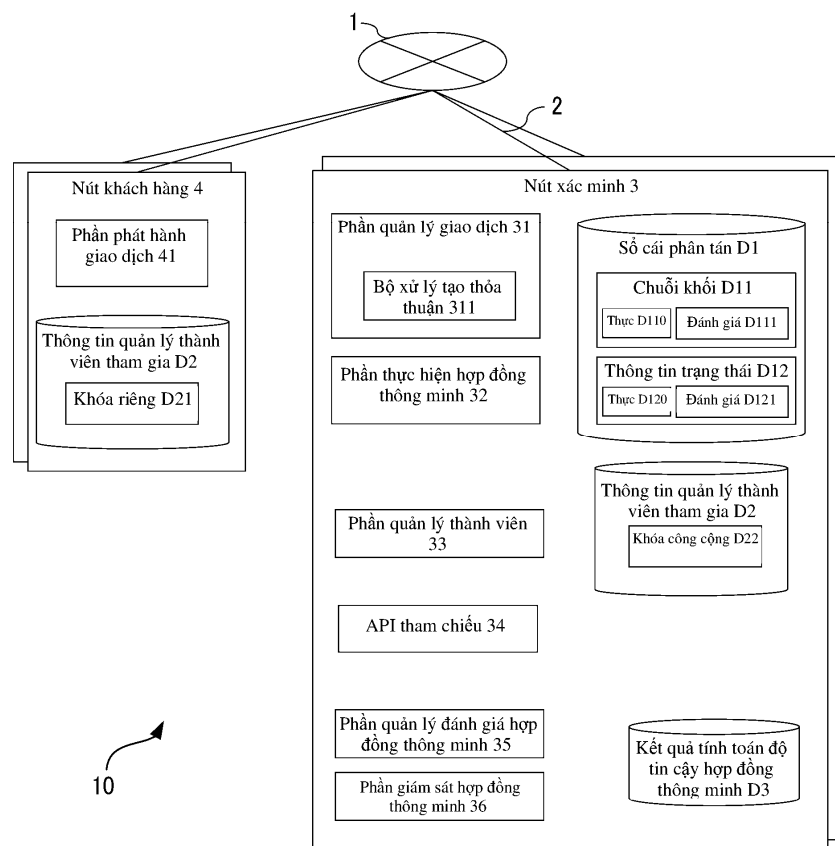 1
2
Nút khách hàng 4
Phần phát hành
giao dịch 41
Thông tin quản lý thành
viên tham gia D2
Khóa riêng D21
Nút xác minh 3
Phần quản lý giao dịch 31
Bộ xử lý tạo thỏa
thuận 311
Phần thực hiện hợp đồng
thông minh 32
Phần quản lý thành viên
33
API tham chiếu 34
Phần quản lý đánh giá hợp
đồng thông minh 35
Phần giám sát hợp đồng
thông minh 36
Sổ cái phân tán D1
Chuỗi khối D11
Thực D110
Đánh giá D111
Thông tin trạng thái D12
Thực D120
Đánh giá D121
Thông tin quản lý thành
viên tham gia D2
Khóa công cộng D22
Kết quả tính toán độ
tin cậy hợp đồng
thông minh D3
10